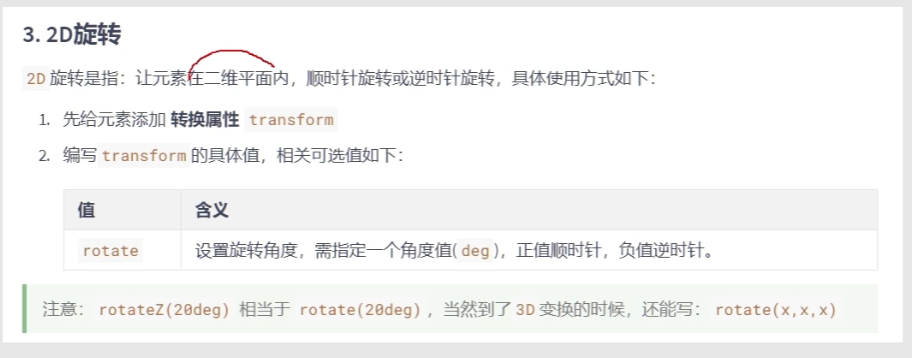 3. 2D旋转
2D 旋转是指：让元素在二维平面内，顺时针旋转或逆时针旋转，具体使用方式如下：
1. 先给元素添加 转换属性 transform
2. 编写 transform 的具体值，相关可选值如下：
值 含义
rotate 设置旋转角度，需指定一个角度值( deg )，正值顺时针，负值逆时针。
注意： rotateZ(20deg) 相当于 rotate(20deg) ，当然到了 3D 变换的时候，还能写： rotate(x,x,x)